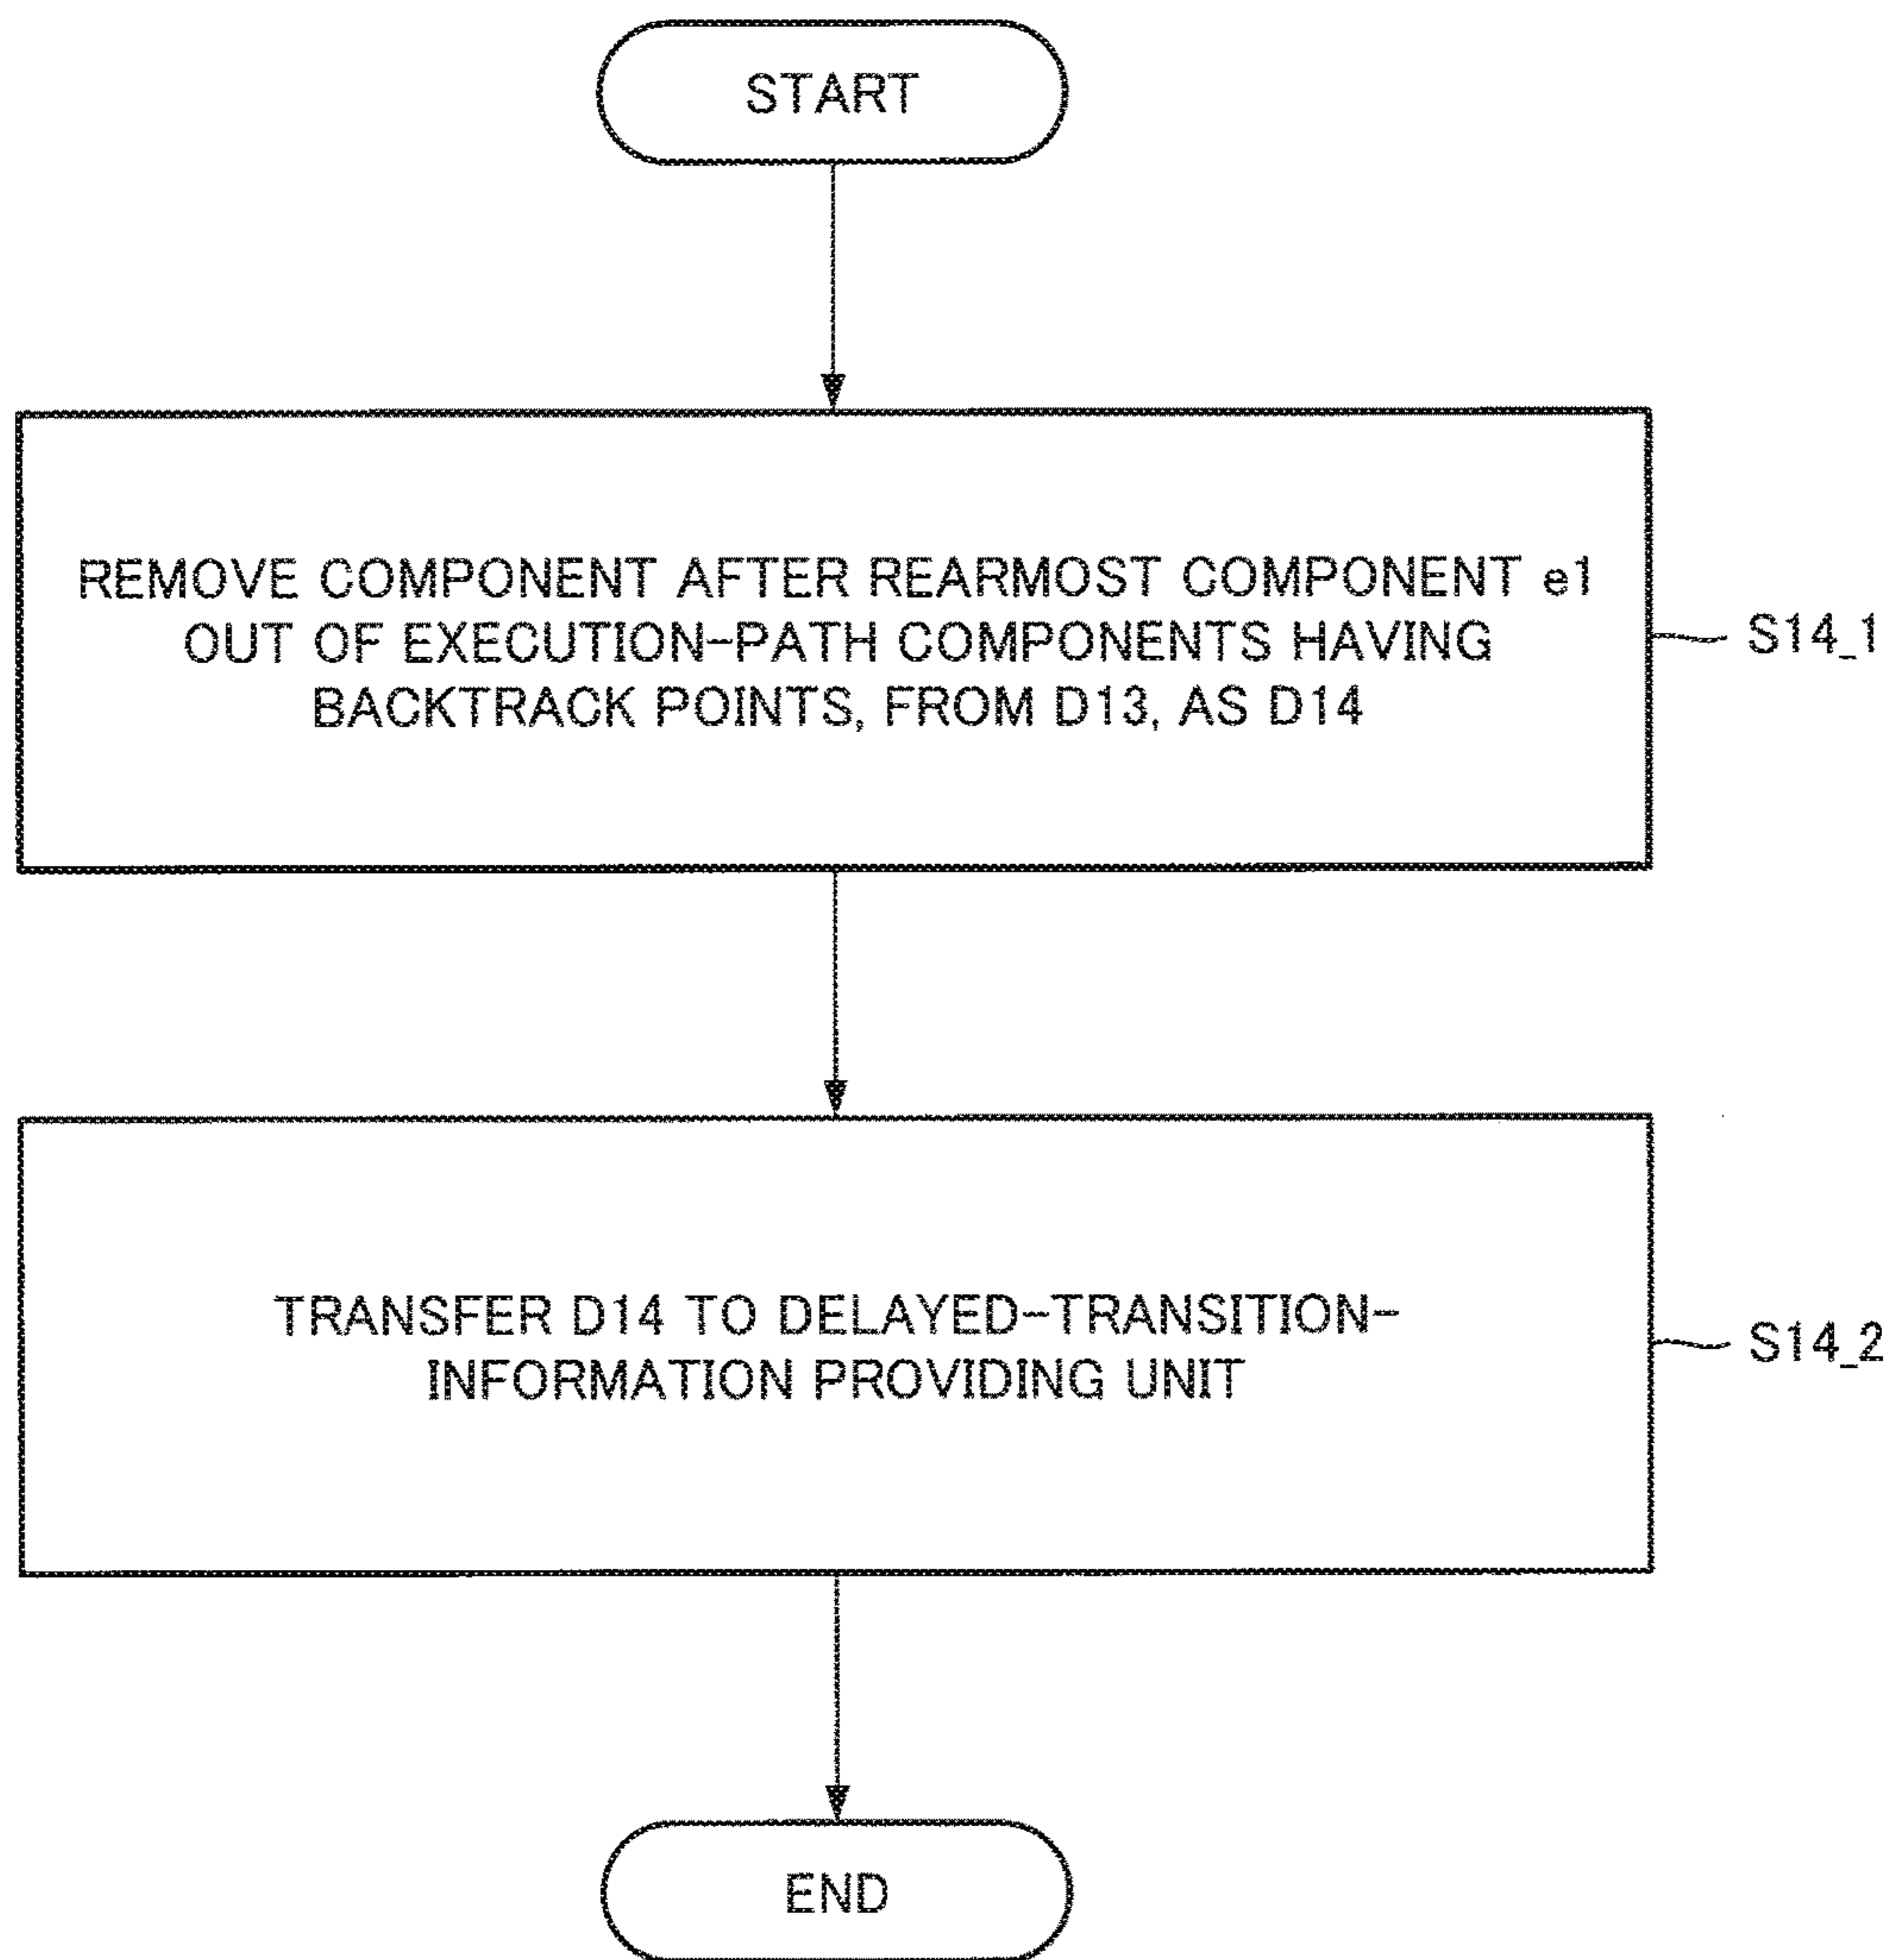 START
REMOVE COMPONENT AFTER REARMOST COMPONENT e1
OUT OF EXECUTION-PATH COMPONENTS HAVING
BACKTRACK POINTS, FROM D13, AS D14
S14_1
TRANSFER D14 TO DELAYED-TRANSITION-
INFORMATION PROVIDING UNIT
S14_2
END